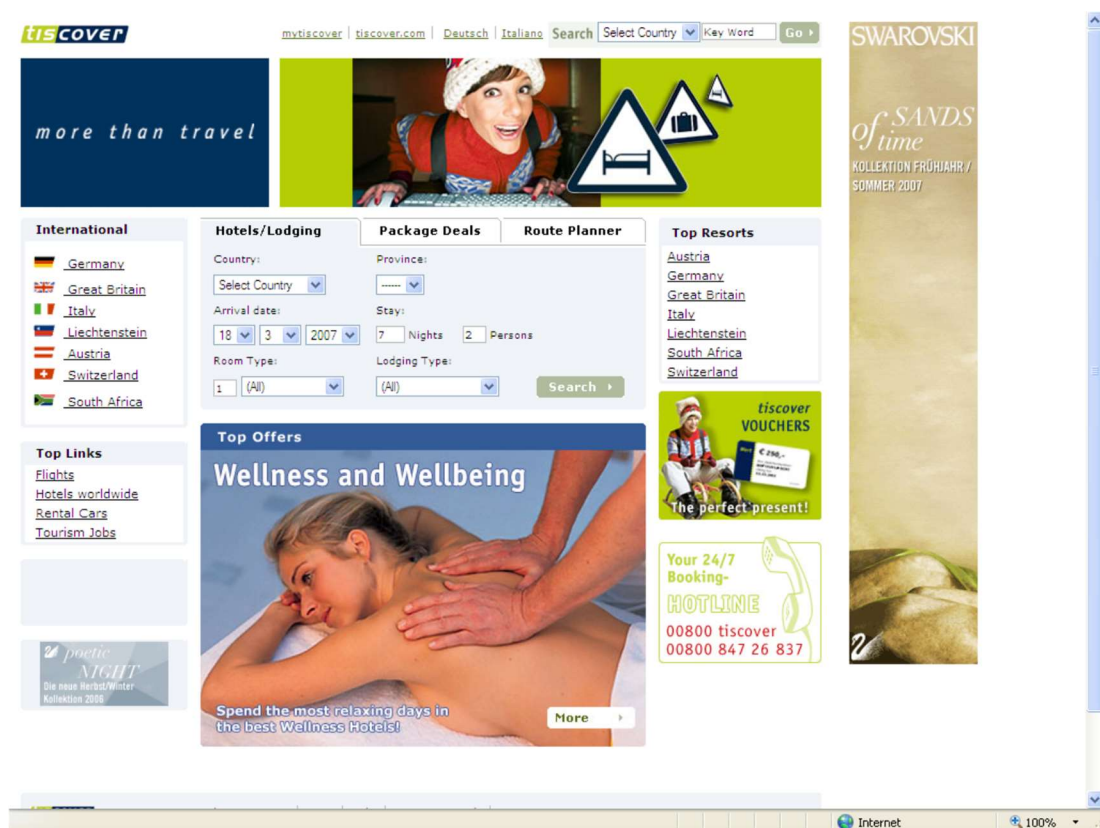 tiscover
mytiscover | tiscover.com | Deutsch | Italiano Search Select Country Key Word Go
more than travel
SWAROVSKI
SANDS
of time
KOLLEKTION FRÜHJAHR /
SOMMER 2007
International
Germany
Great Britain
Italy
Liechtenstein
Austria
Switzerland
South Africa
Top Links
Flights
Hotels worldwide
Rental Cars
Tourism Jobs
poetic
NIGHT
Die neue Herbst/Winter
Kollektion 2006
Hotels/Lodging Package Deals Route Planner
Country: Province:
Select Country ------
Arrival date: Stay:
18 3 2007 7 Nights 2 Persons
Room Type: Lodging Type:
1 (All) (All) Search
Top Offers
Wellness and Wellbeing
Spend the most relaxing days in
the best Wellness Hotels!
More
Top Resorts
Austria
Germany
Great Britain
Italy
Liechtenstein
South Africa
Switzerland
tiscover
VOUCHERS
€ 250,-
The perfect present!
Your 24/7
Booking-
HOTLINE
00800 tiscover
00800 847 26 837
Internet 100%